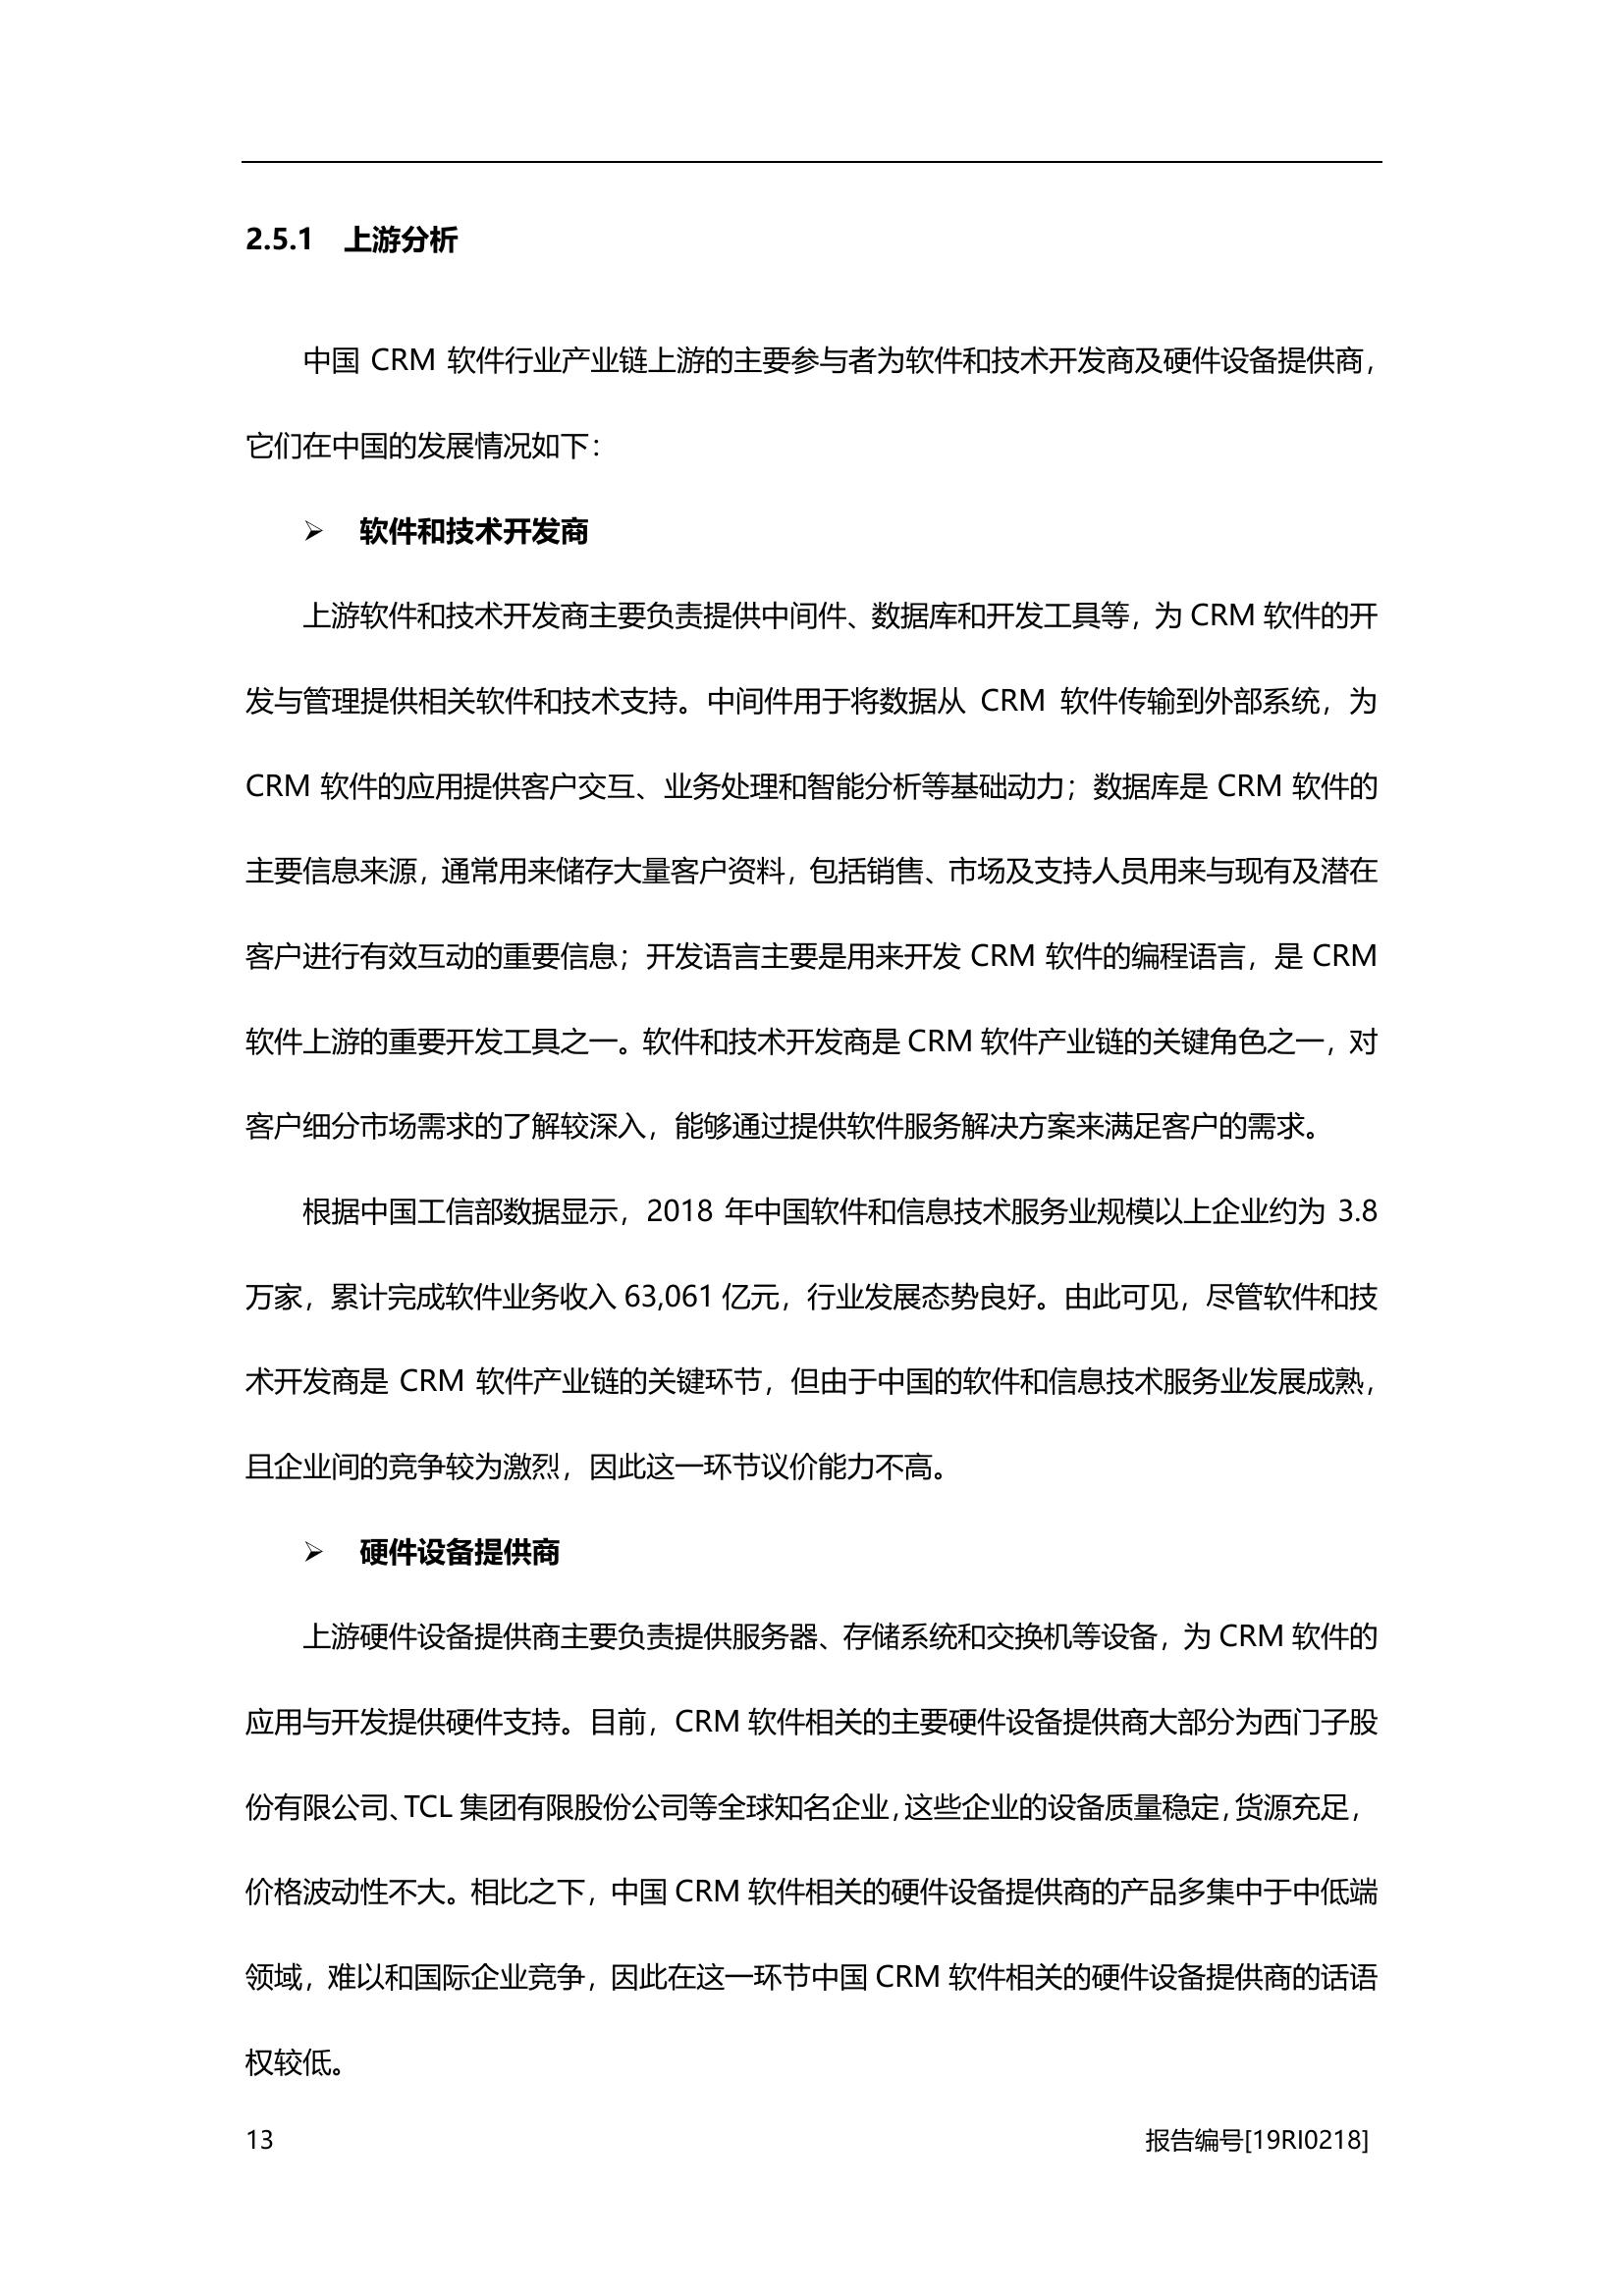 2.5.1 上游分析
中国 CRM 软件行业产业链上游的主要参与者为软件和技术开发商及硬件设备提供商，
它们在中国的发展情况如下：
➢ 软件和技术开发商
上游软件和技术开发商主要负责提供中间件、数据库和开发工具等，为 CRM 软件的开
发与管理提供相关软件和技术支持。中间件用于将数据从 CRM 软件传输到外部系统，为
CRM 软件的应用提供客户交互、业务处理和智能分析等基础动力；数据库是 CRM 软件的
主要信息来源，通常用来储存大量客户资料，包括销售、市场及支持人员用来与现有及潜在
客户进行有效互动的重要信息；开发语言主要是用来开发 CRM 软件的编程语言，是 CRM
软件上游的重要开发工具之一。软件和技术开发商是 CRM 软件产业链的关键角色之一，对
客户细分市场需求的了解较深入，能够通过提供软件服务解决方案来满足客户的需求。
根据中国工信部数据显示，2018 年中国软件和信息技术服务业规模以上企业约为 3.8
万家，累计完成软件业务收入 63,061 亿元，行业发展态势良好。由此可见，尽管软件和技
术开发商是 CRM 软件产业链的关键环节，但由于中国的软件和信息技术服务业发展成熟，
且企业间的竞争较为激烈，因此这一环节议价能力不高。
➢ 硬件设备提供商
上游硬件设备提供商主要负责提供服务器、存储系统和交换机等设备，为 CRM 软件的
应用与开发提供硬件支持。目前，CRM 软件相关的主要硬件设备提供商大部分为西门子股
份有限公司、TCL 集团有限股份公司等全球知名企业，这些企业的设备质量稳定，货源充足，
价格波动性不大。相比之下，中国 CRM 软件相关的硬件设备提供商的产品多集中于中低端
领域，难以和国际企业竞争，因此在这一环节中国 CRM 软件相关的硬件设备提供商的话语
权较低。
13 报告编号[19RI0218]